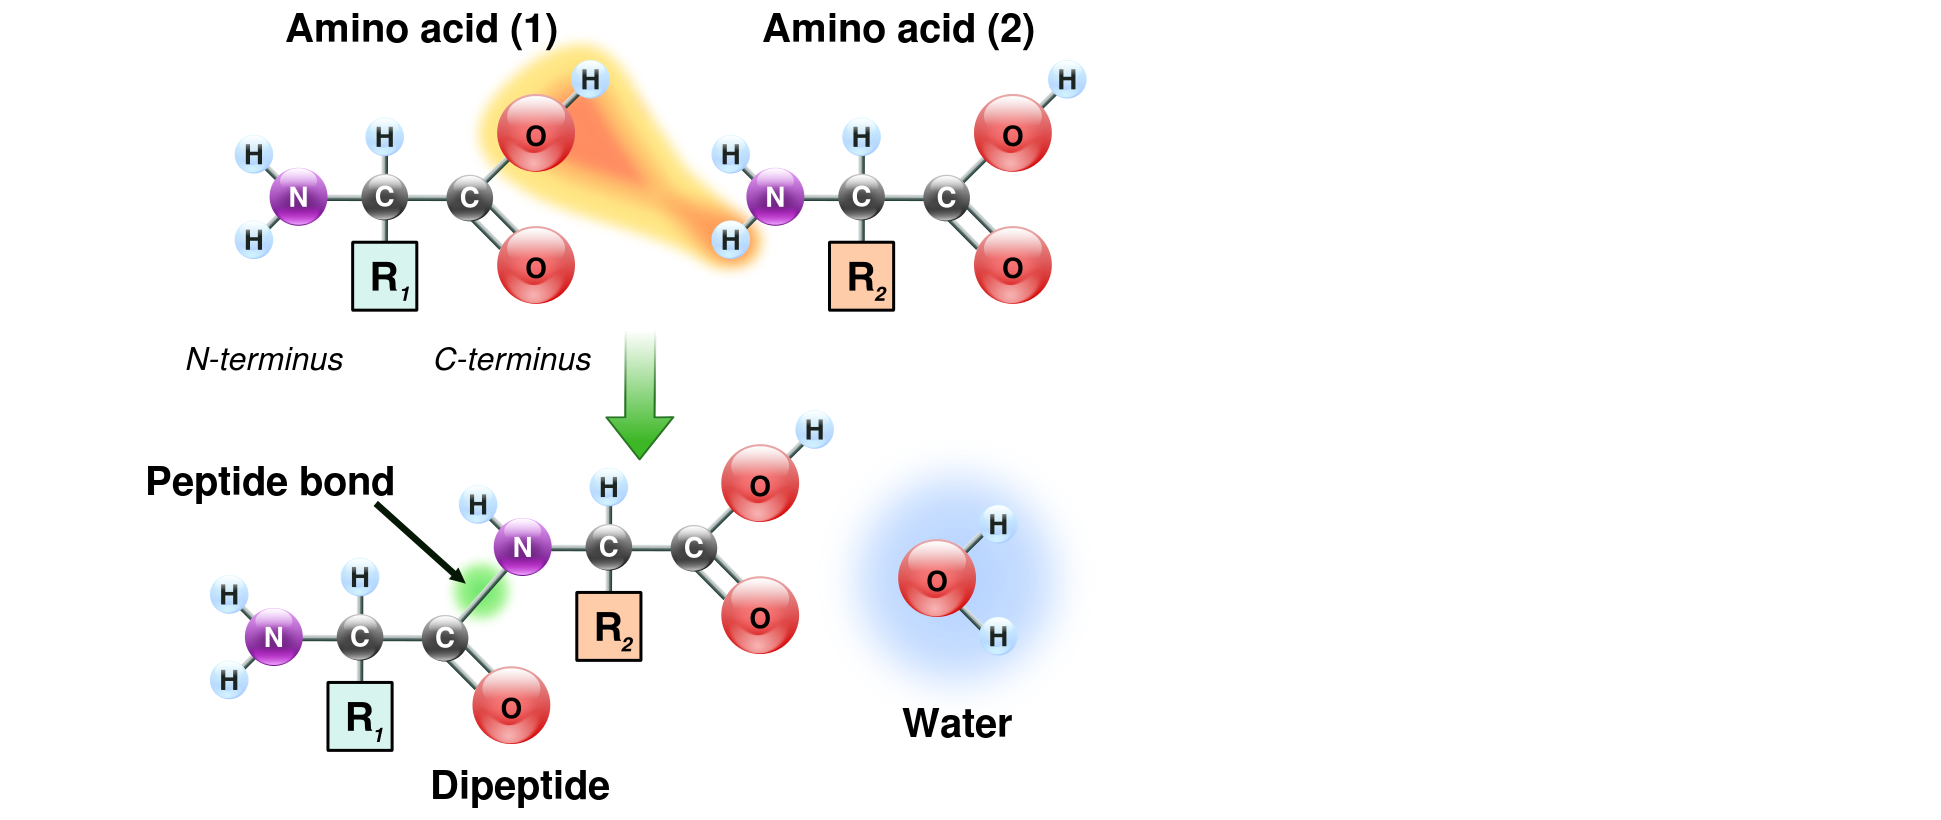 Amino acid (1)
Amino acid (2)
H
H
H
H
O
H
H
O
N
C
C
N
C
C
H
H
R1
O
R2
O
N-terminus
C-terminus
H
Peptide bond
H
H
O
H
N
C
C
O
H
H
H
N
C
C
R2
O
H
H
R1
O
Water
Dipeptide